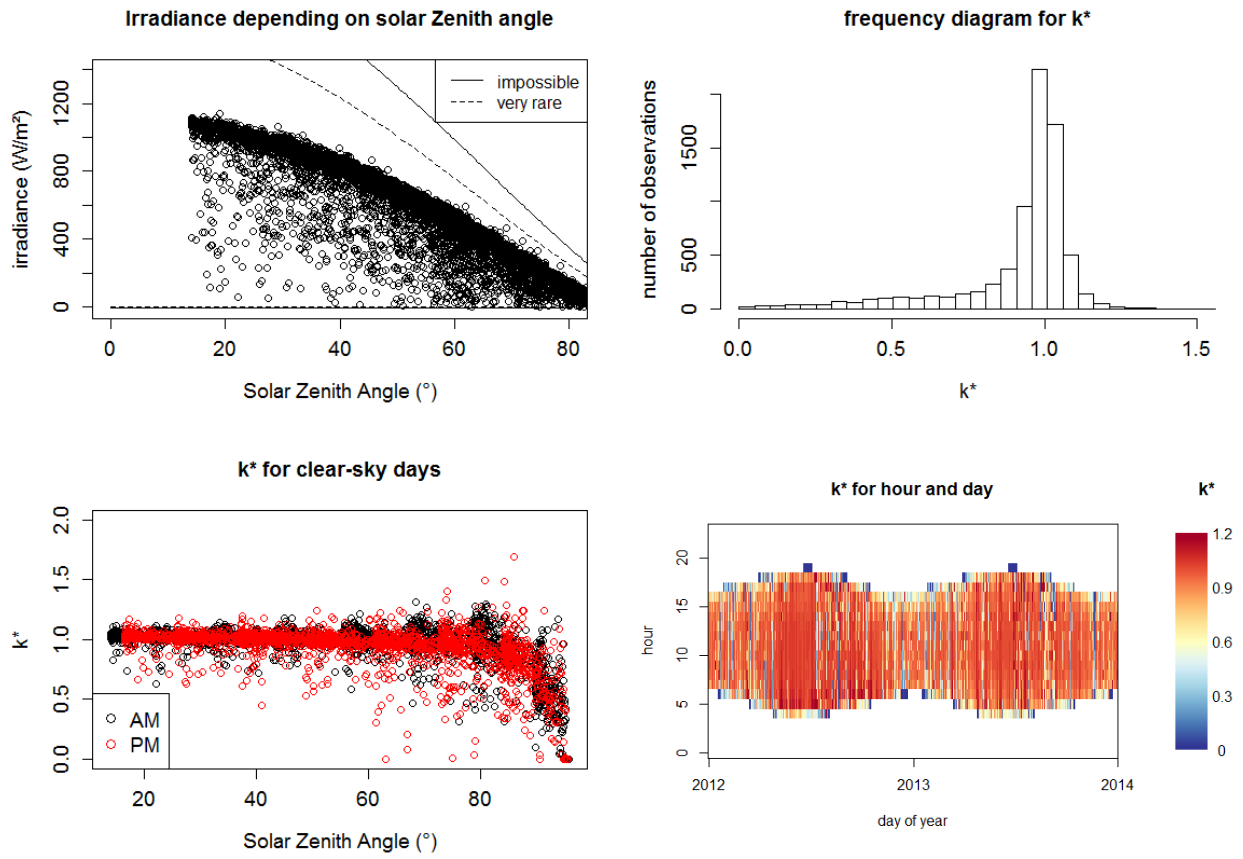 Irradiance depending on solar Zenith angle
irradiance (W/m²)
0 400 800 1200
impossible
very rare
0 20 40 60 80
Solar Zenith Angle (°)
frequency diagram for k*
number of observations
0 500 1500
0.0 0.5 1.0 1.5
k*
k* for clear-sky days
k*
0.0 0.5 1.0 1.5 2.0
AM
PM
20 40 60 80
Solar Zenith Angle (°)
k* for hour and day
hour
0 5 10 15 20
2012 2013 2014
day of year
k*
1.2
0.9
0.6
0.3
0